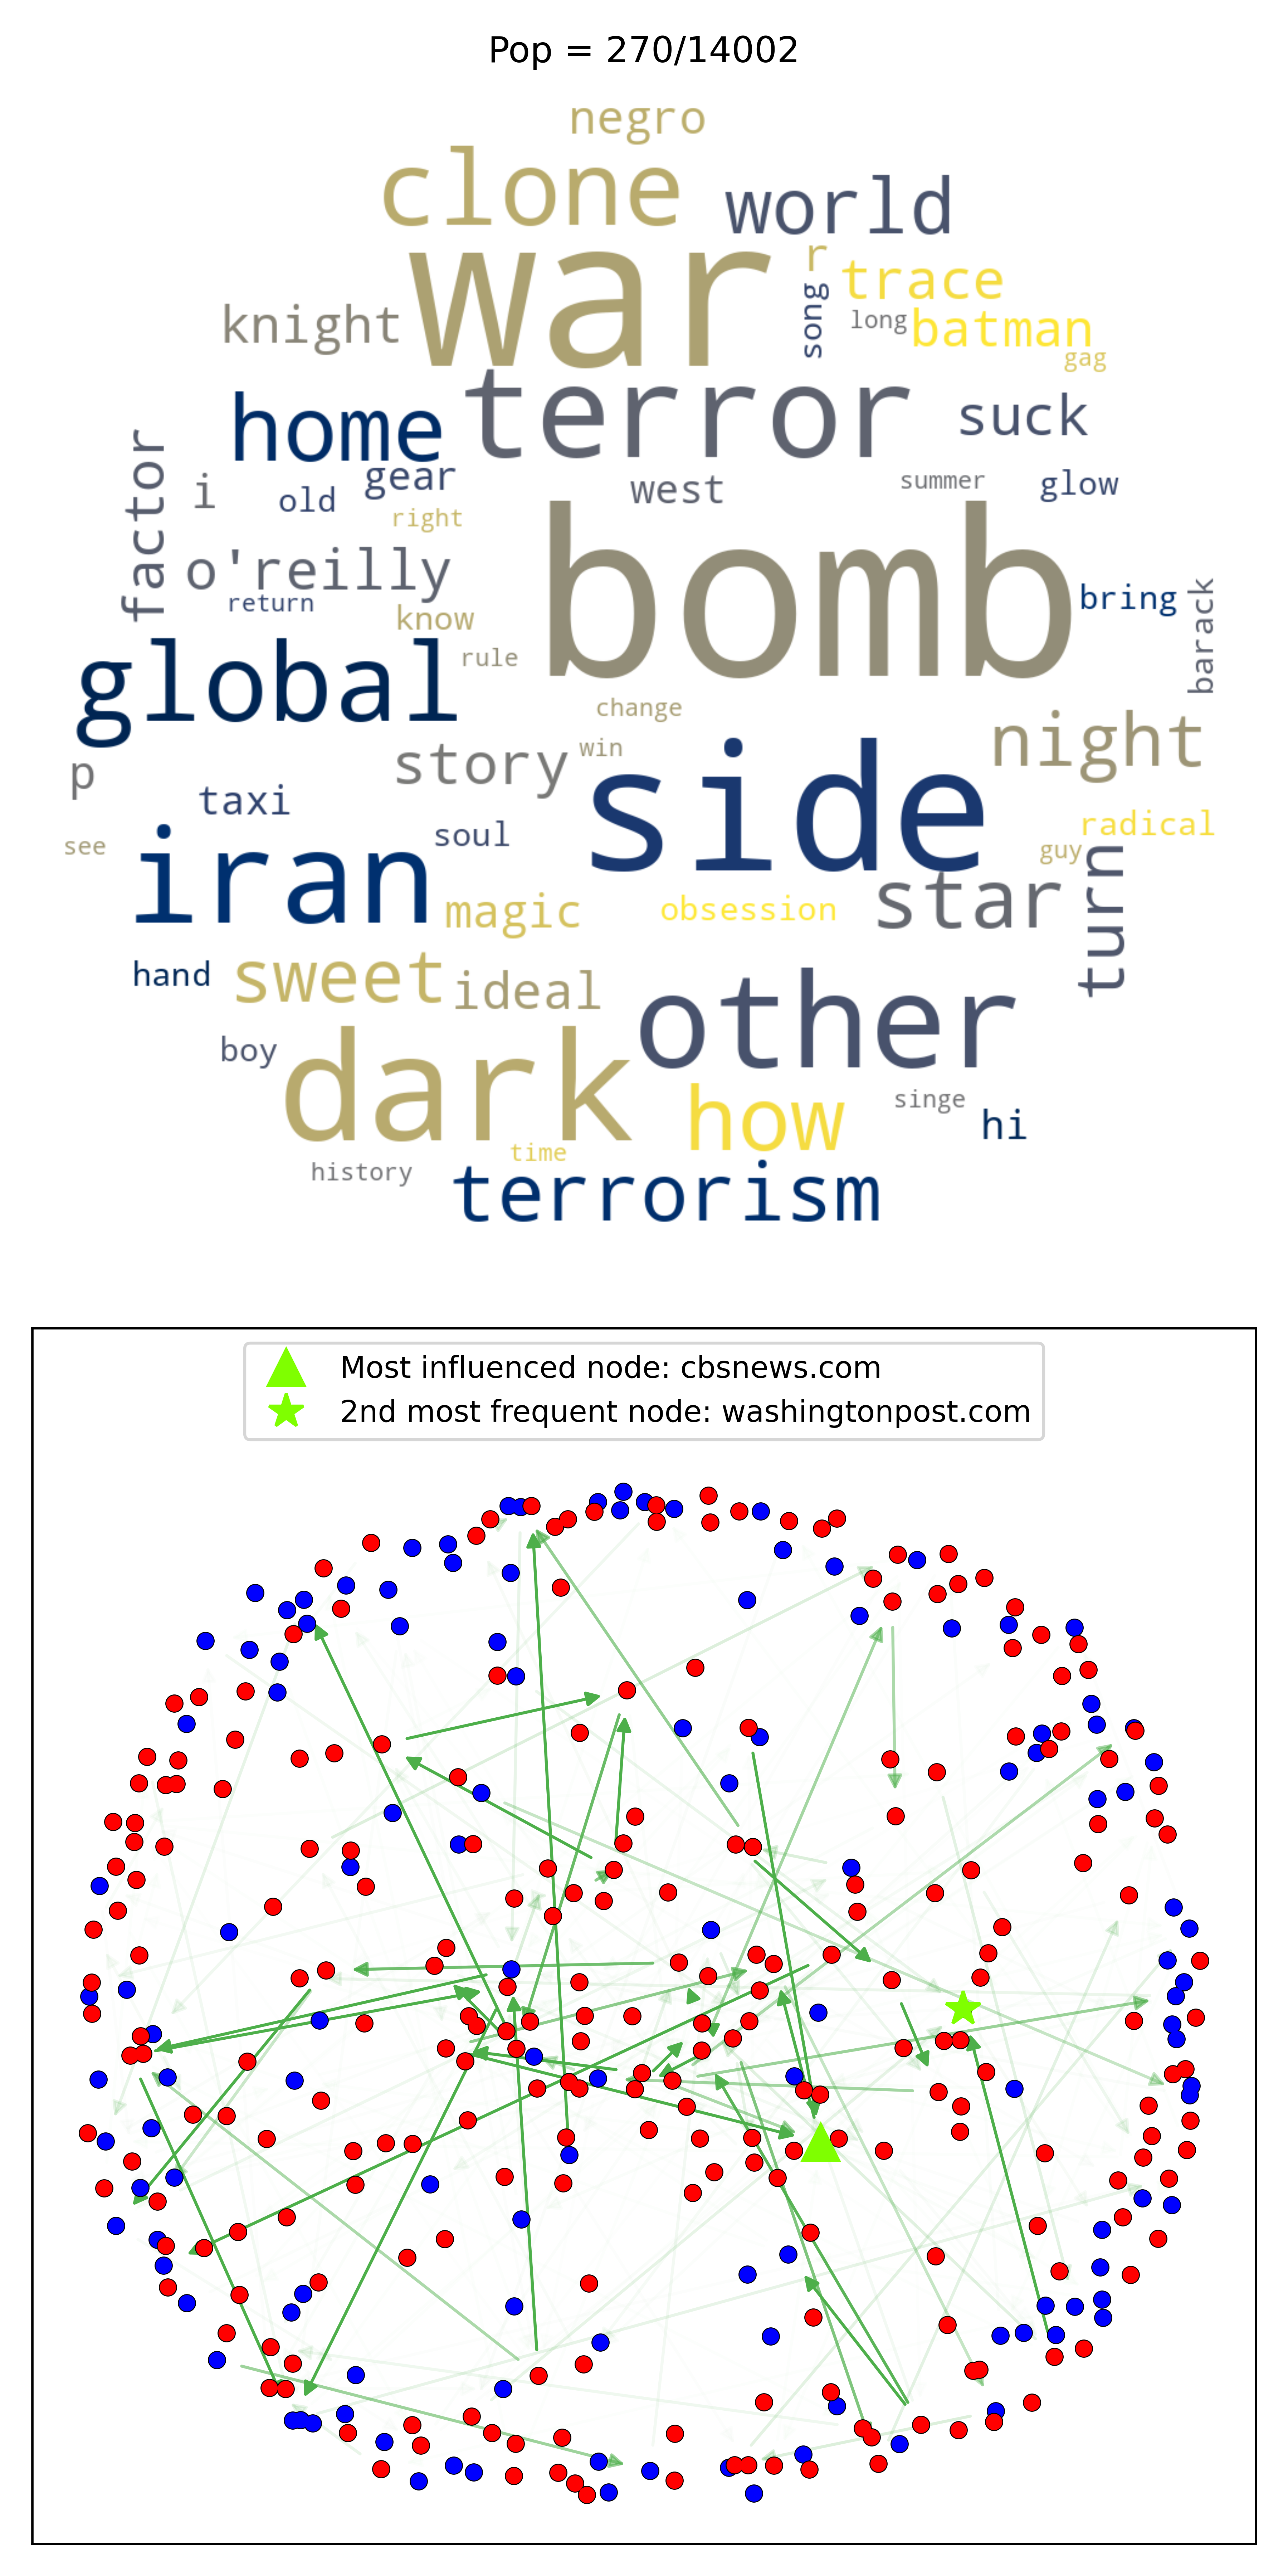 Pop = 270/14002
negro
clone
world
war
r
trace
song
long
batman
knight
gag
terror
home
suck
factor
gear
i
old
west
summer
glow
right
bomb
o'reilly
return
know
bring
barack
global
rule
change
night
story
win
p
side
taxi
radical
iran
soul
see
guy
turn
magic
obsession
star
hand
sweet
ideal
other
boy
dark
how
singe
hi
time
history
terrorism
Most influenced node: cbsnews.com
2nd most frequent node: washingtonpost.com